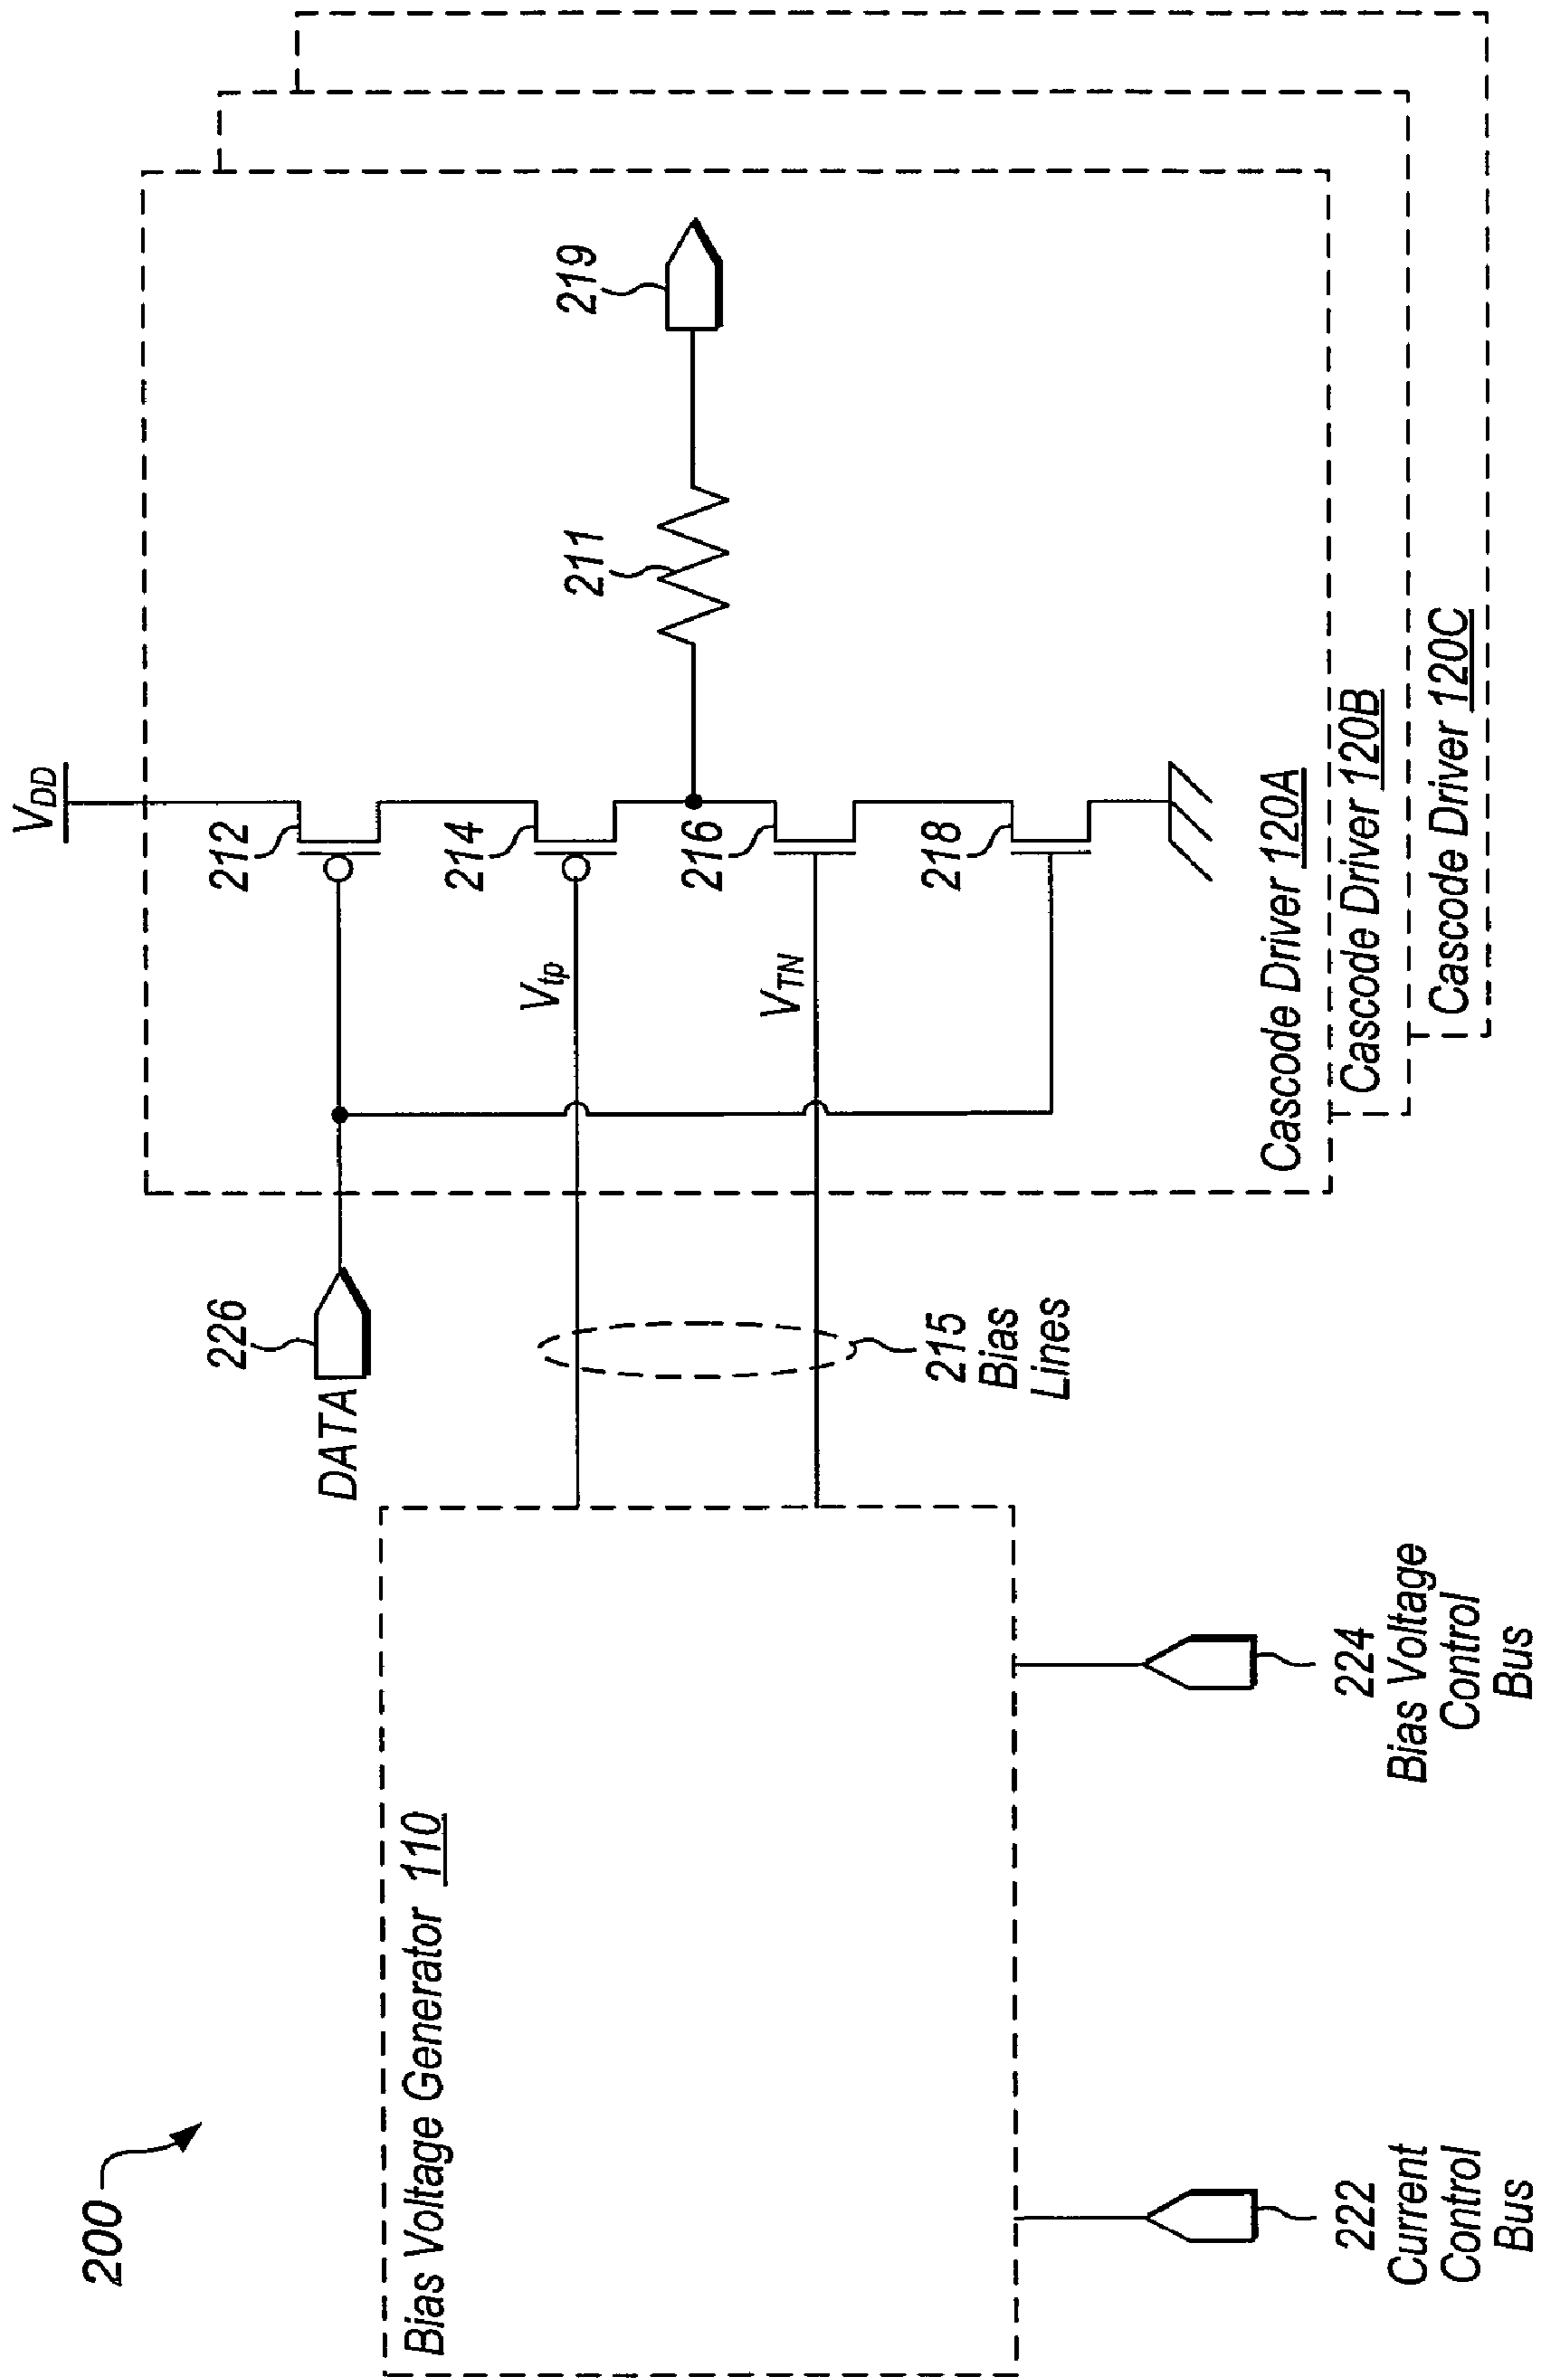 200
V_DD
212
219
226
DATA
214
V_tp
211
Bias Voltage Generator 110
216
V_TN
215
Bias
Lines
218
Cascode Driver 120A
Cascode Driver 120B
Cascode Driver 120C
222
Current
Control
Bus
224
Bias Voltage
Control
Bus